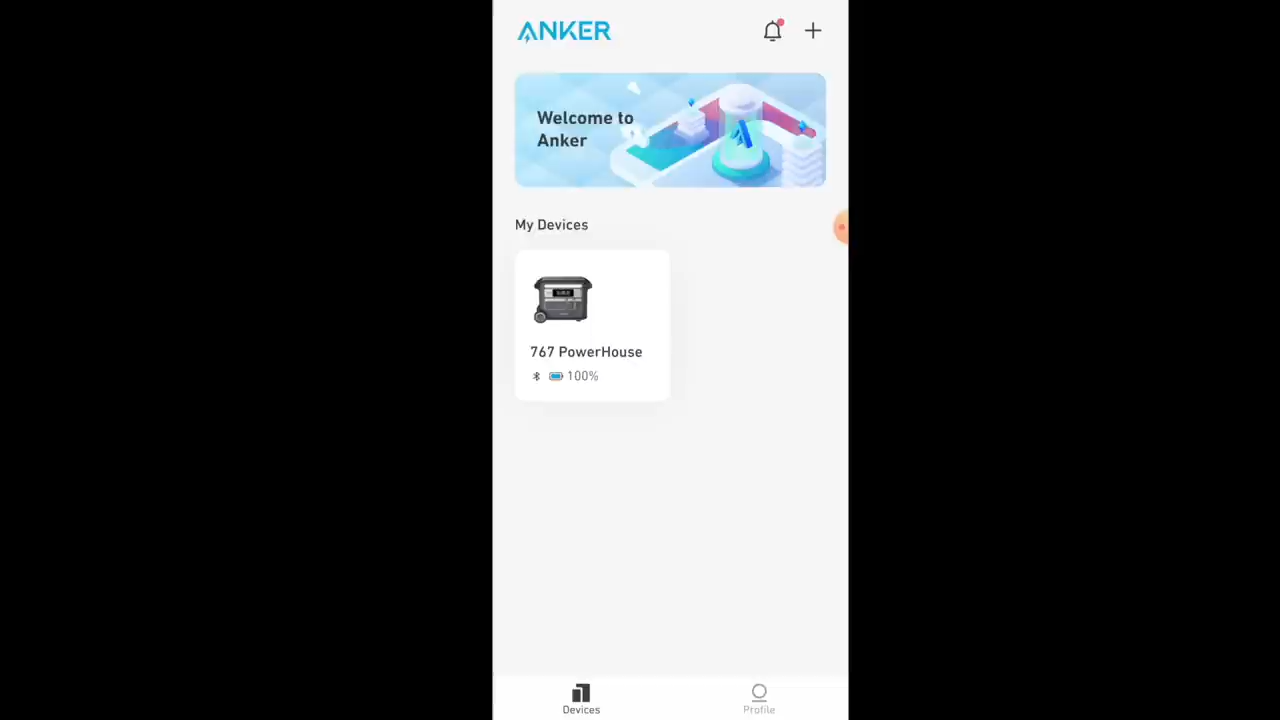 ANKER
Welcome to
Anker
My Devices
767 PowerHouse
100%
Devices
Profile